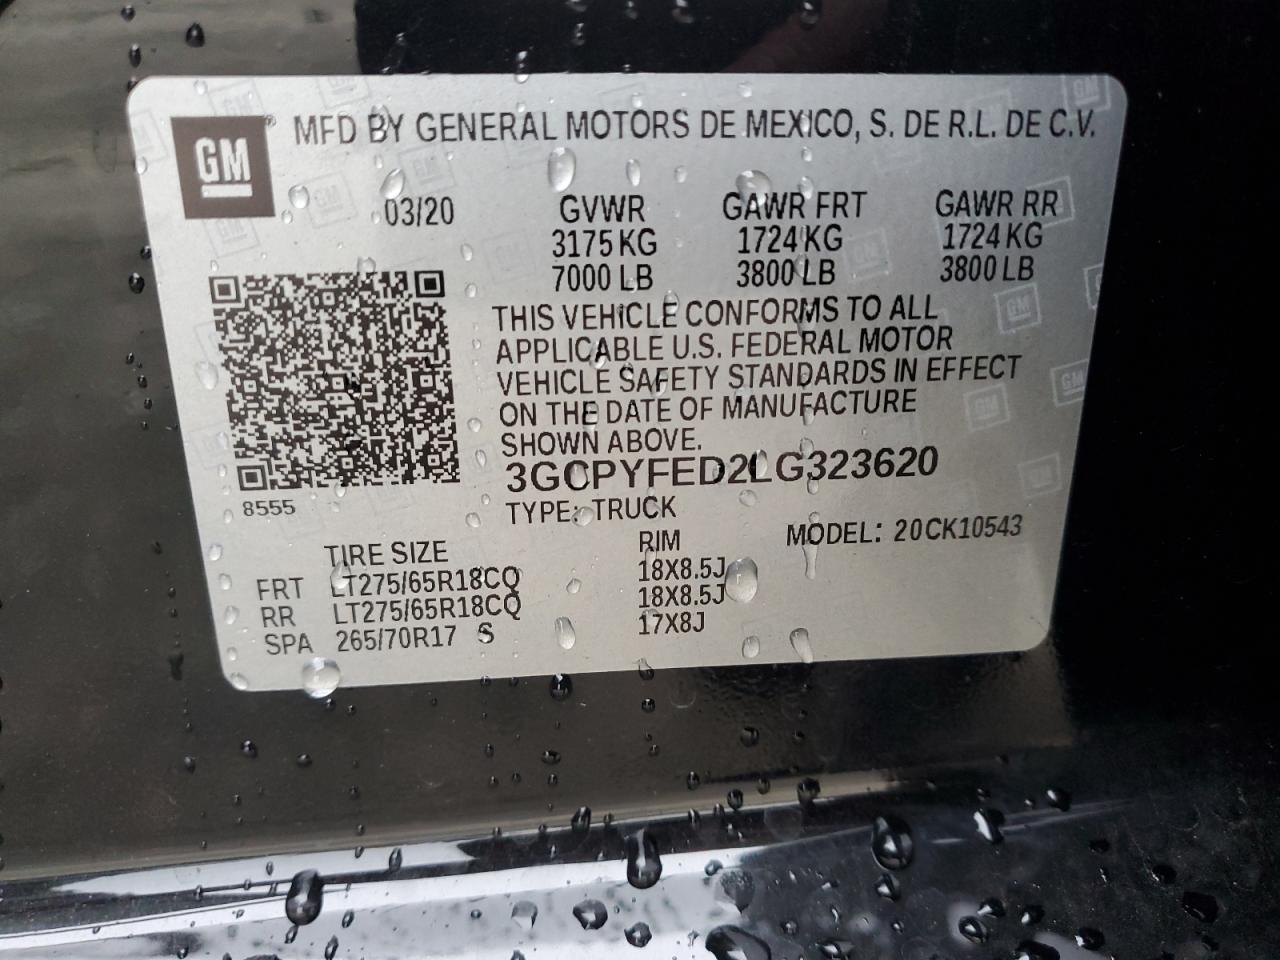 GM MFD BY GENERAL MOTORS DE MEXICO, S. DE R.L. DE C.V.
03/20 GVWR GAWR FRT GAWR RR
3175 KG 1724 KG 1724 KG
7000 LB 3800 LB 3800 LB
THIS VEHICLE CONFORMS TO ALL
APPLICABLE U.S. FEDERAL MOTOR
VEHICLE SAFETY STANDARDS IN EFFECT
ON THE DATE OF MANUFACTURE
SHOWN ABOVE.
3GCPYFED2LG323620
8555
TYPE: TRUCK
MODEL: 20CK10543
TIRE SIZE RIM
FRT LT275/65R18CQ 18X8.5J
RR LT275/65R18CQ 18X8.5J
SPA 265/70R17 S 17X8J